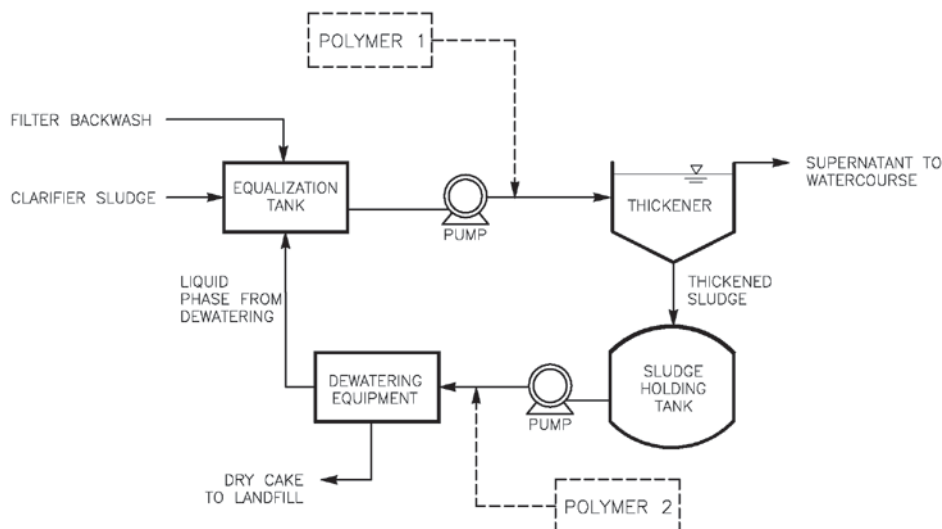 POLYMER 1
FILTER BACKWASH
CLARIFIER SLUDGE
EQUALIZATION
TANK
PUMP
THICKENER
SUPERNATANT TO
WATERCOURSE
THICKENED
SLUDGE
LIQUID
PHASE FROM
DEWATERING
DEWATERING
EQUIPMENT
PUMP
SLUDGE
HOLDING
TANK
DRY CAKE
TO LANDFILL
POLYMER 2